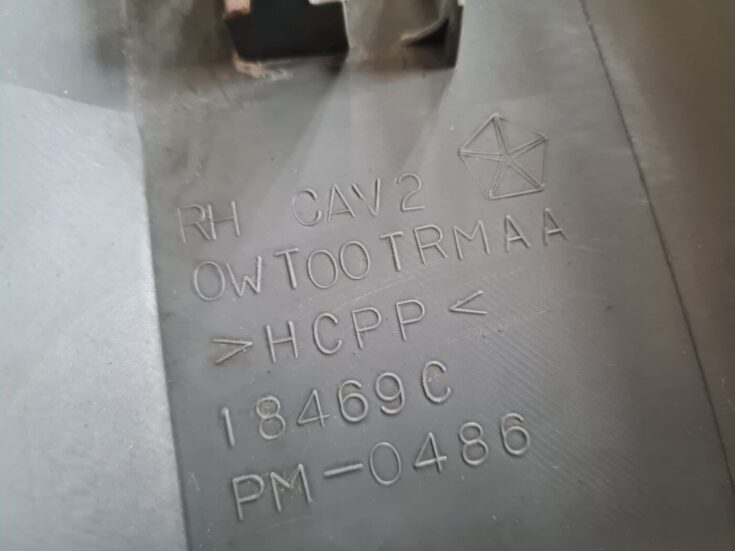 RH CAV2
0WT00TRMAA
>HCPP<
18469C
PM-0486